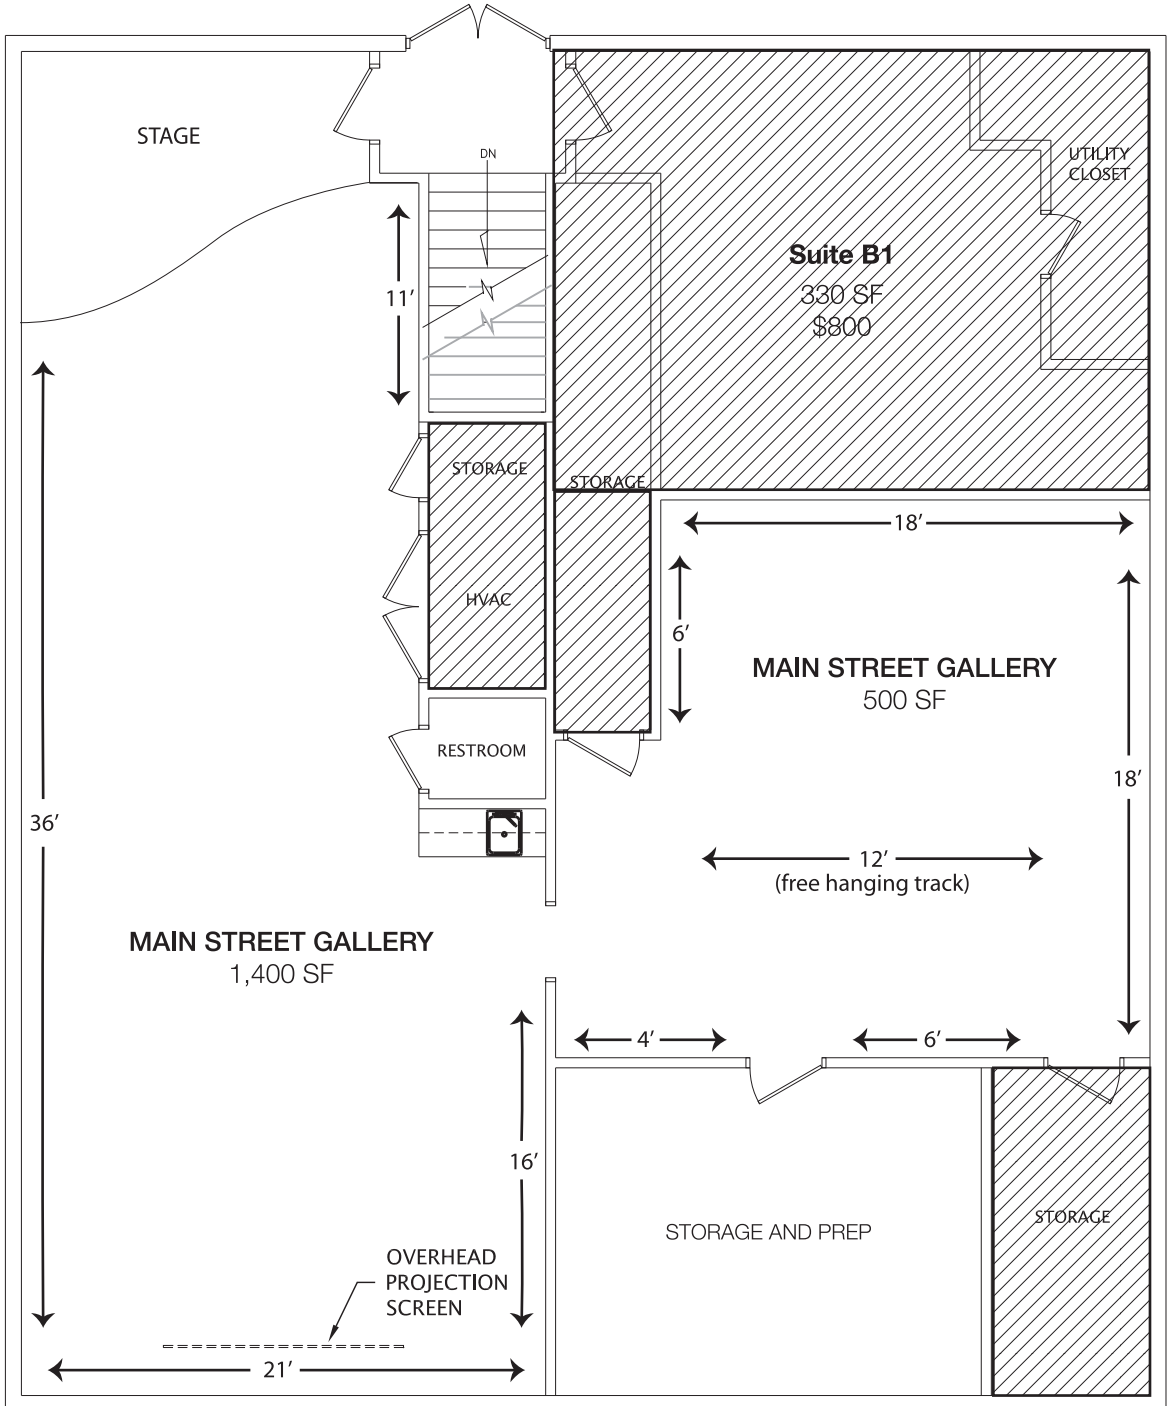 STAGE
DN
UTILITY
CLOSET
Suite B1
330 SF
$800
11’
STORAGE
STORAGE
18’
HVAC
6’
MAIN STREET GALLERY
500 SF
RESTROOM
18’
36’
12’
(free hanging track)
MAIN STREET GALLERY
1,400 SF
4’
6’
16’
STORAGE AND PREP
STORAGE
OVERHEAD
PROJECTION
SCREEN
21’